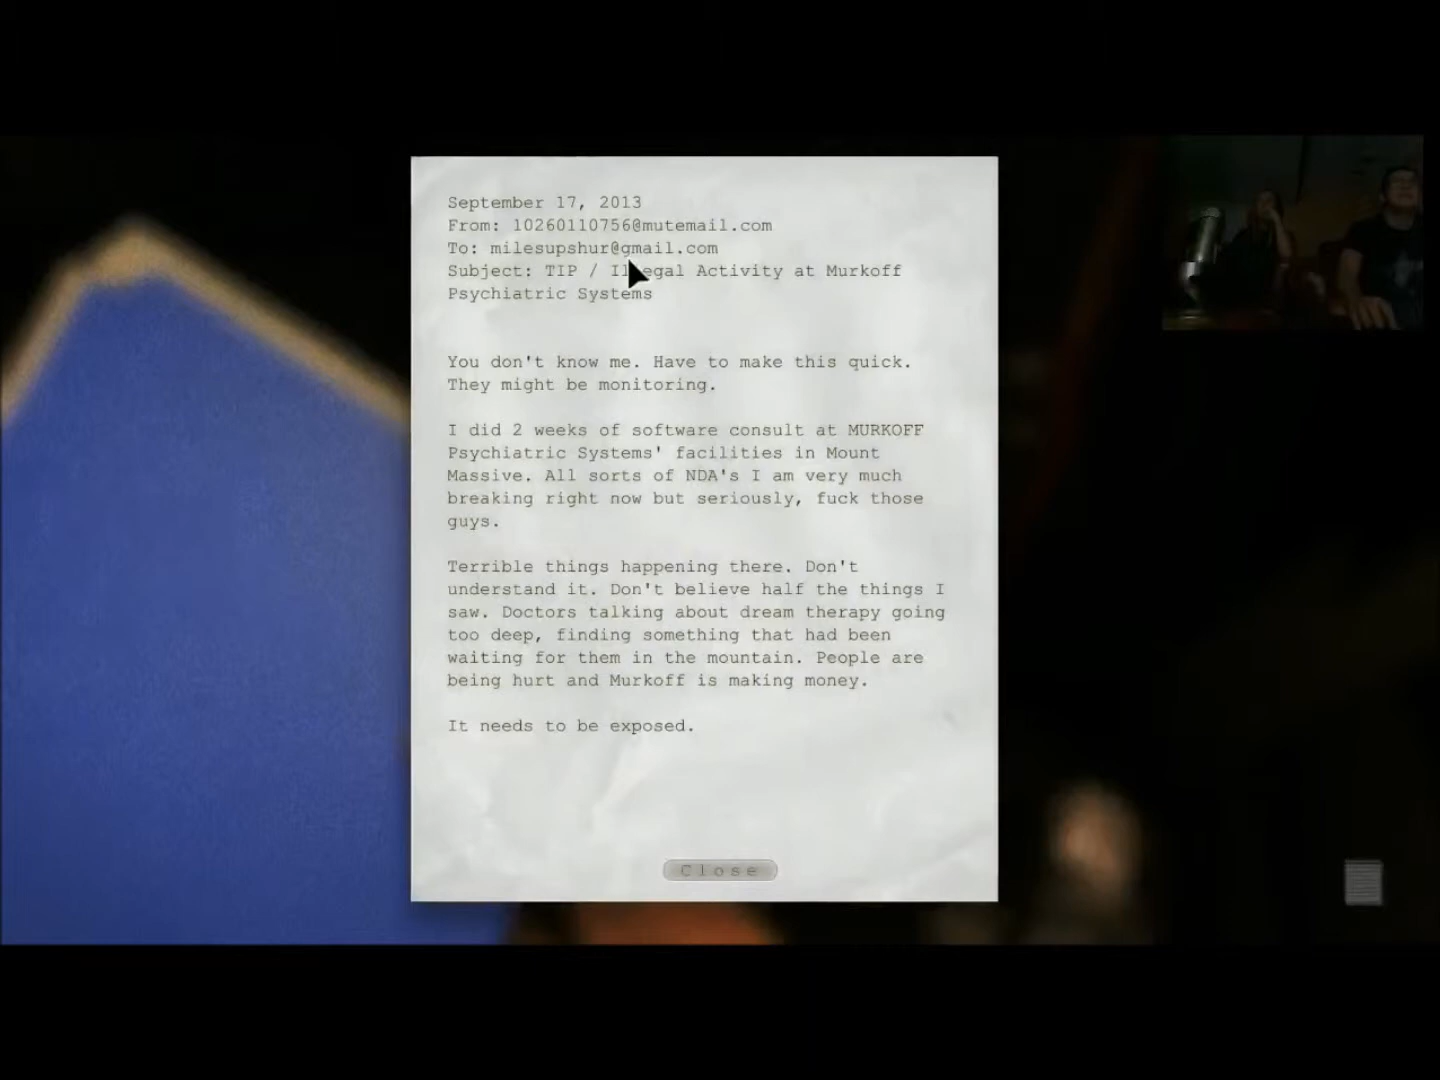 September 17, 2013
From: 10260110756@mutemail.com
To: milesupshur@gmail.com
Subject: TIP / Illegal Activity at Murkoff
Psychiatric Systems
You don't know me. Have to make this quick.
They might be monitoring.
I did 2 weeks of software consult at MURKOFF
Psychiatric Systems' facilities in Mount
Massive. All sorts of NDA's I am very much
breaking right now but seriously, fuck those
guys.
Terrible things happening there. Don't
understand it. Don't believe half the things I
saw. Doctors talking about dream therapy going
too deep, finding something that had been
waiting for them in the mountain. People are
being hurt and Murkoff is making money.
It needs to be exposed.
Close